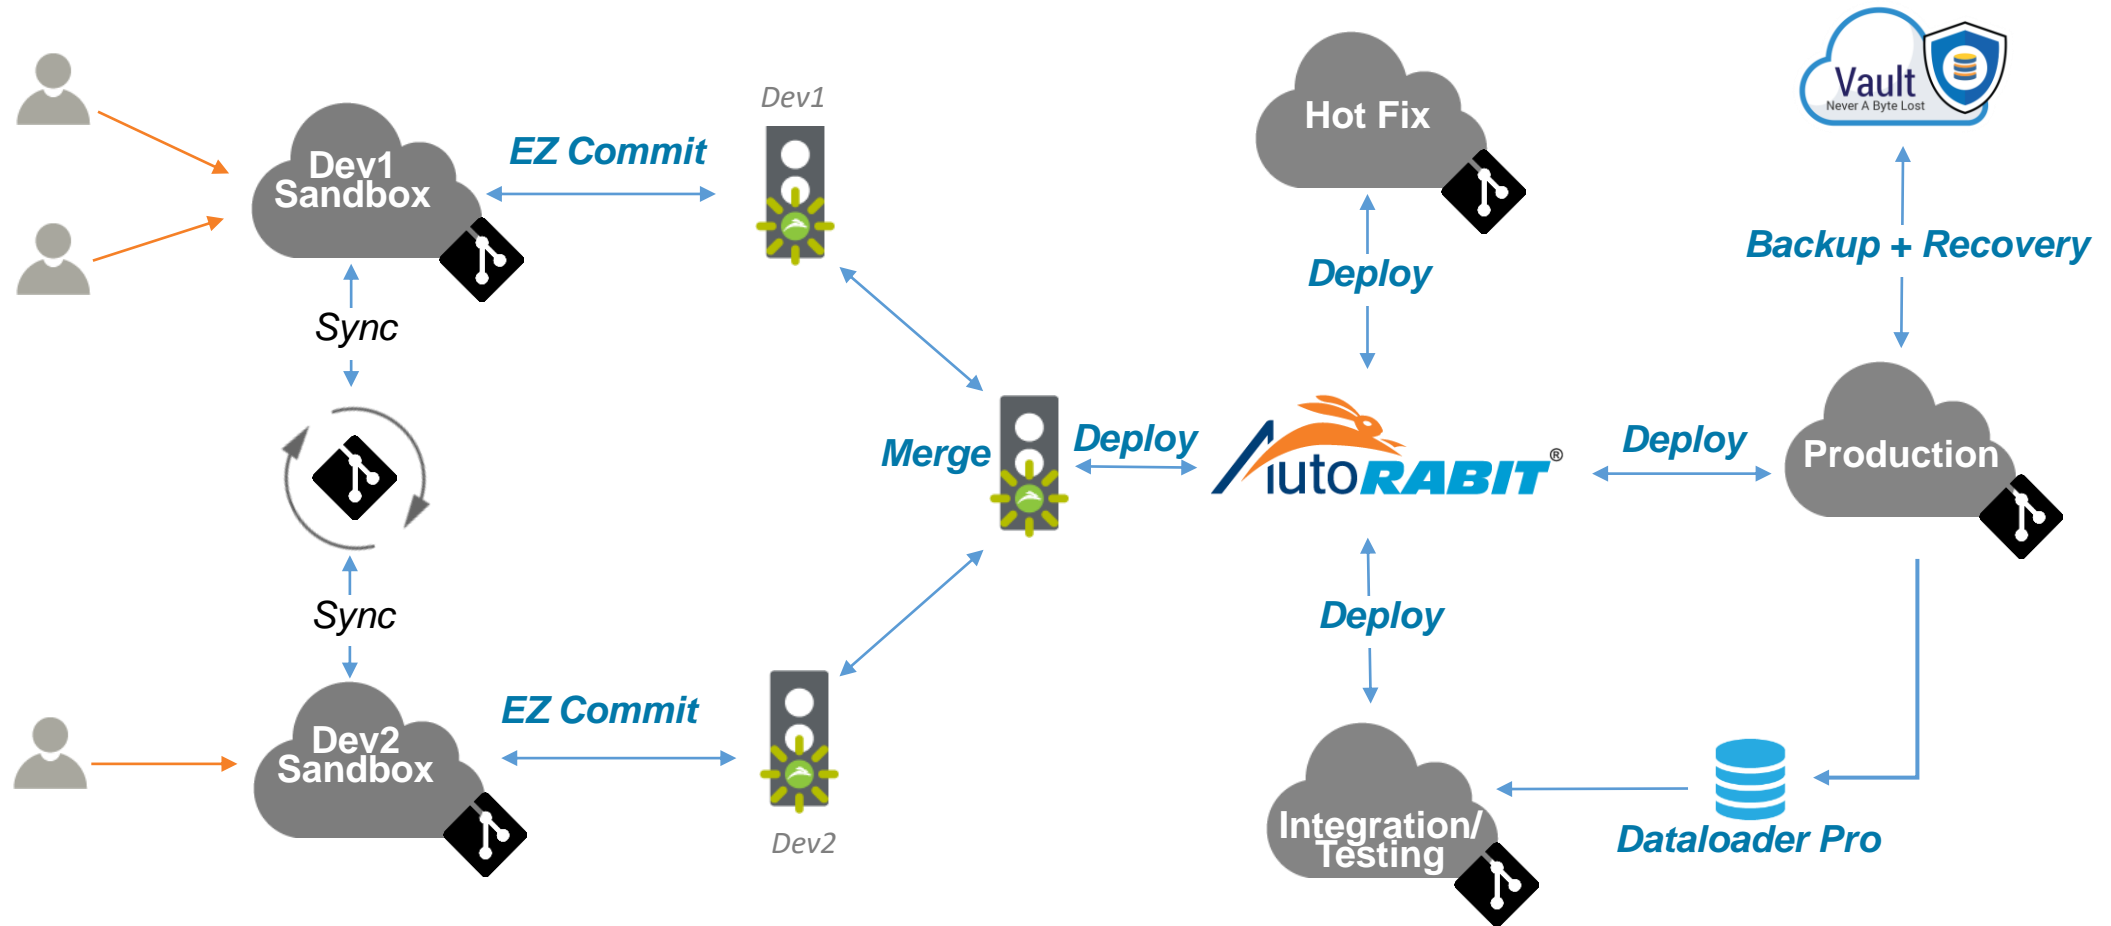 Dev1
Hot Fix
Vault
Never A Byte Lost
EZ Commit
Dev1
Sandbox
Backup + Recovery
Deploy
Sync
Merge
Deploy
AutoRABIT®
Deploy
Production
Sync
Deploy
EZ Commit
Dev2
Sandbox
Dev2
Integration/
Testing
Dataloader Pro